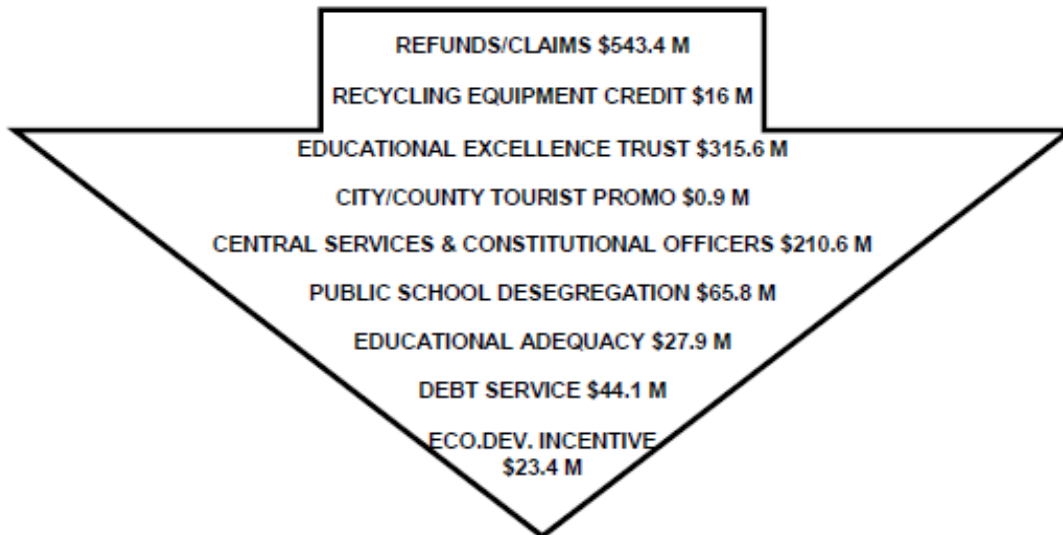 REFUNDS/CLAIMS $543.4 M
RECYCLING EQUIPMENT CREDIT $16 M
EDUCATIONAL EXCELLENCE TRUST $315.6 M
CITY/COUNTY TOURIST PROMO $0.9 M
CENTRAL SERVICES & CONSTITUTIONAL OFFICERS $210.6 M
PUBLIC SCHOOL DESEGREGATION $65.8 M
EDUCATIONAL ADEQUACY $27.9 M
DEBT SERVICE $44.1 M
ECO.DEV. INCENTIVE
$23.4 M